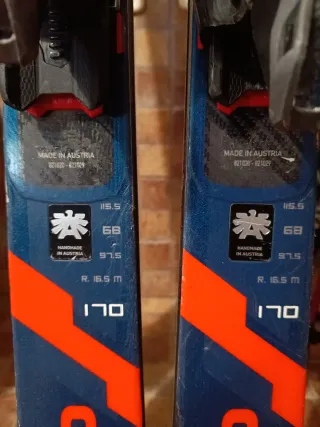 MADE IN AUSTRIA
115.5
68
HANDMADE
IN AUSTRIA
97.5
R. 16.5 M
170
MADE IN AUSTRIA
115.5
68
HANDMADE
IN AUSTRIA
97.5
R. 16.5 M
170